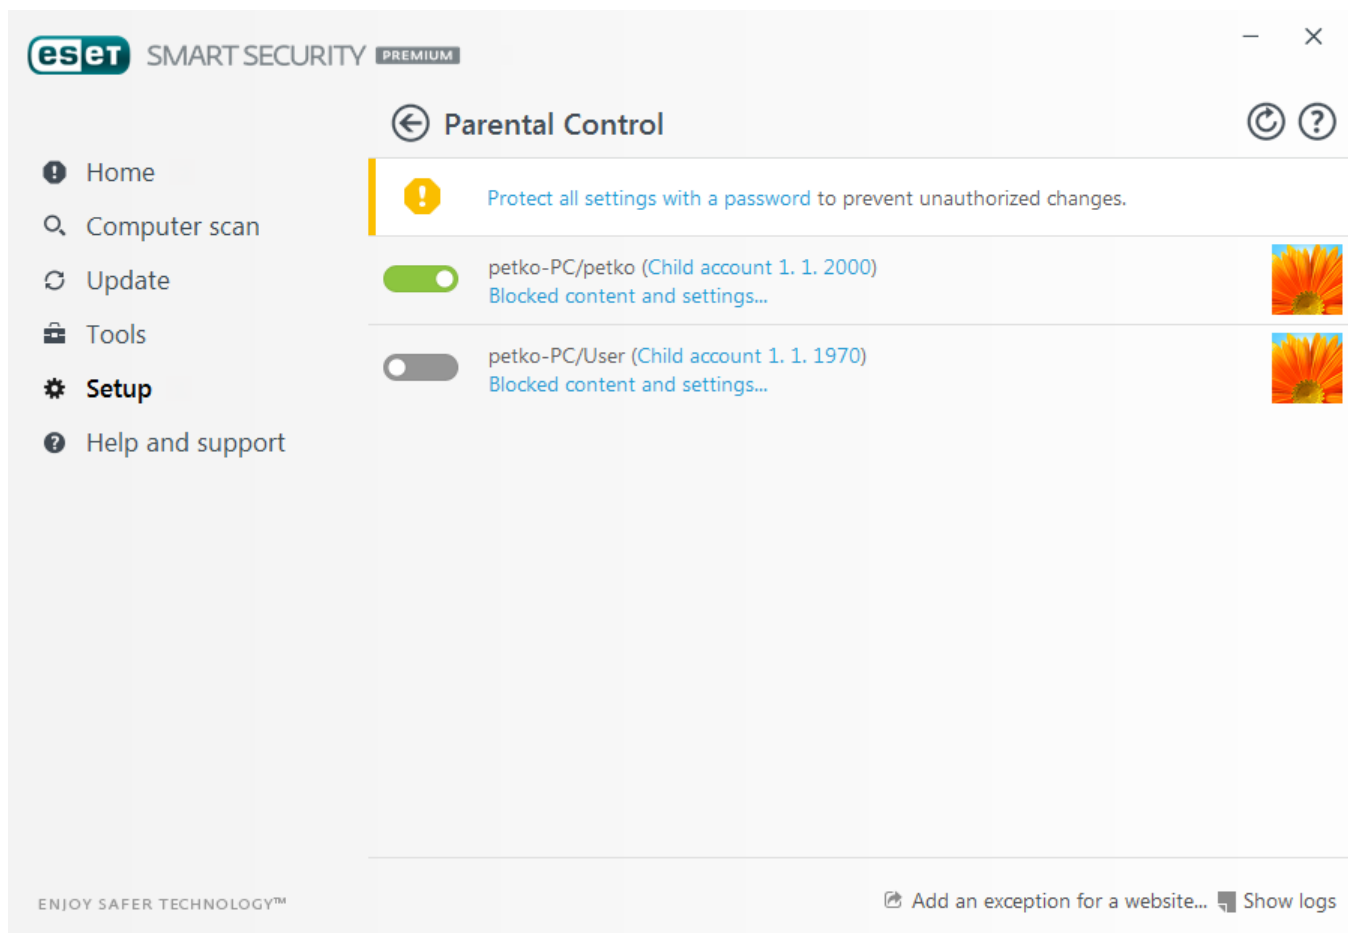 eset SMART SECURITY PREMIUM
Parental Control
Home
Computer scan
Update
Tools
Setup
Help and support
Protect all settings with a password to prevent unauthorized changes.
petko-PC/petko (Child account 1. 1. 2000)
Blocked content and settings...
petko-PC/User (Child account 1. 1. 1970)
Blocked content and settings...
ENJOY SAFER TECHNOLOGY™
Add an exception for a website... Show logs